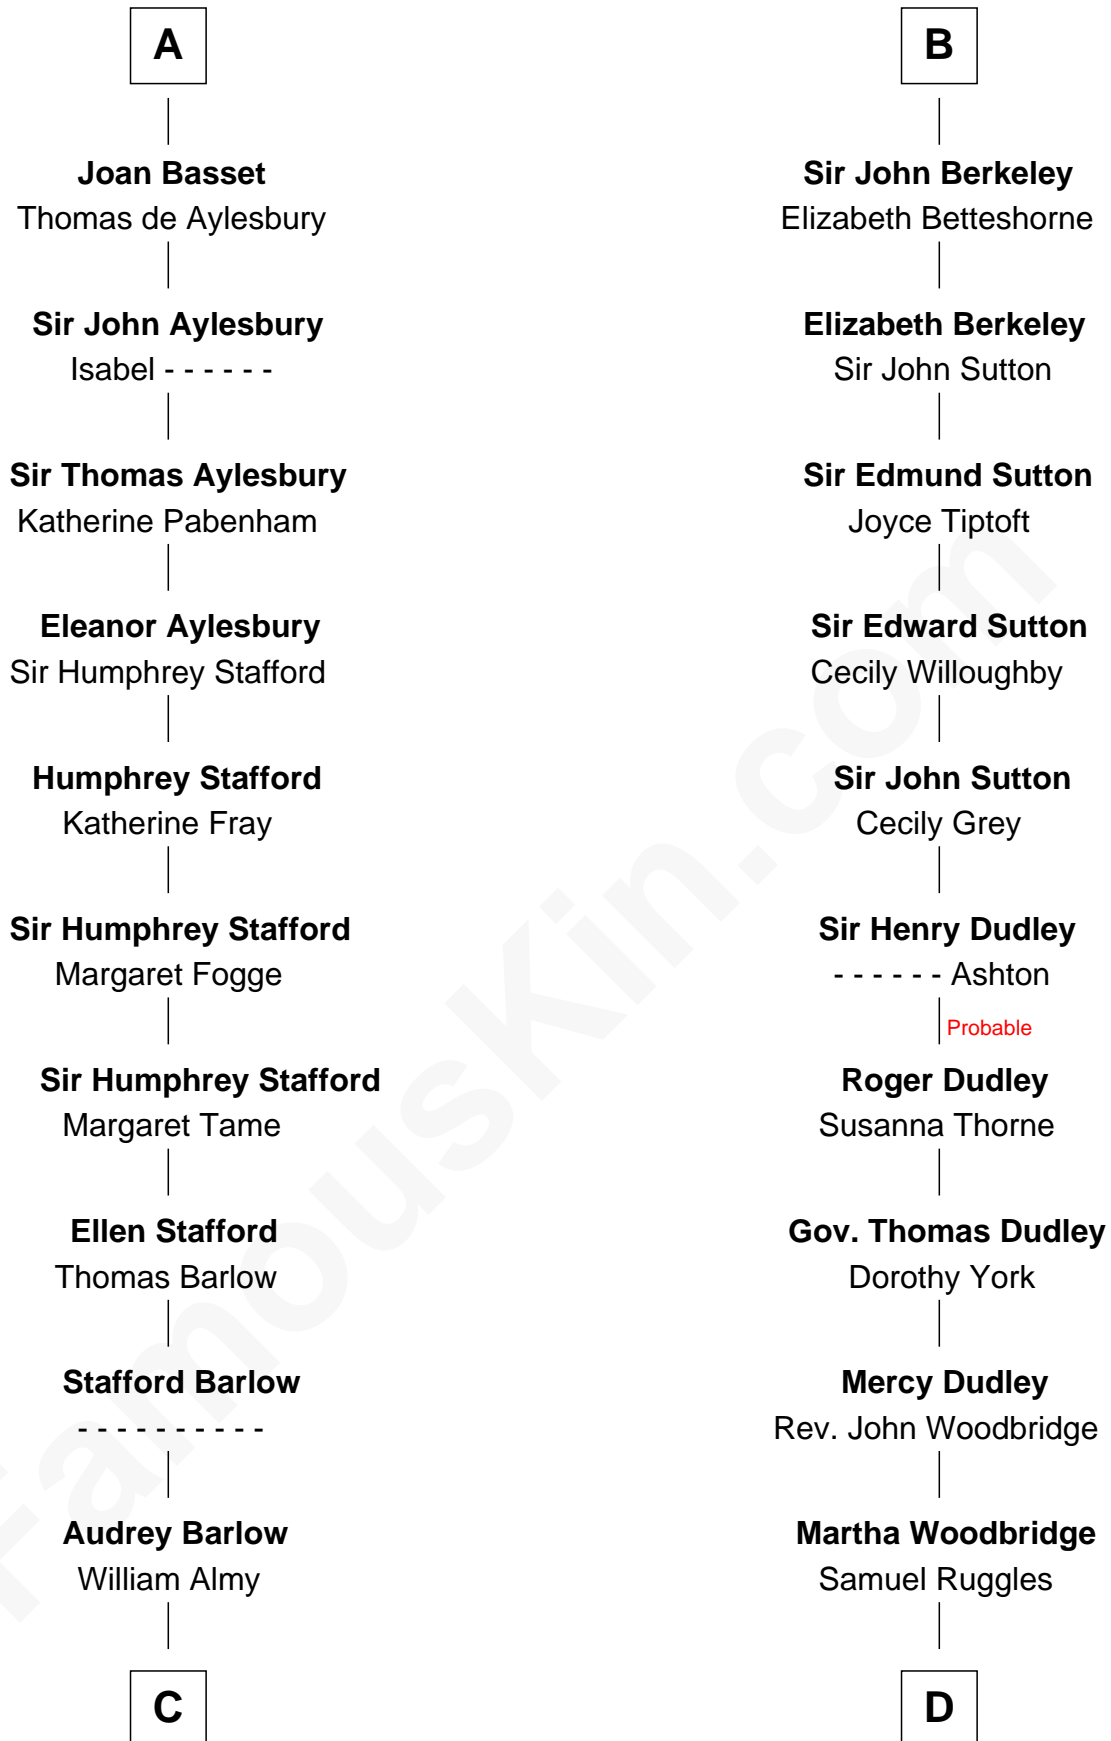 A
Joan Basset
Thomas de Aylesbury
Sir John Aylesbury
Isabel - - - - - -
Sir Thomas Aylesbury
Katherine Pabenham
Eleanor Aylesbury
Sir Humphrey Stafford
Humphrey Stafford
Katherine Fray
Sir Humphrey Stafford
Margaret Fogge
Sir Humphrey Stafford
Margaret Tame
Ellen Stafford
Thomas Barlow
Stafford Barlow
- - - - - - - - - -
Audrey Barlow
William Almy
C
B
Sir John Berkeley
Elizabeth Betteshorne
Elizabeth Berkeley
Sir John Sutton
Sir Edmund Sutton
Joyce Tiptoft
Sir Edward Sutton
Cecily Willoughby
Sir John Sutton
Cecily Grey
Sir Henry Dudley
- - - - - - Ashton
Probable
Roger Dudley
Susanna Thorne
Gov. Thomas Dudley
Dorothy York
Mercy Dudley
Rev. John Woodbridge
Martha Woodbridge
Samuel Ruggles
D
FamousKin.com